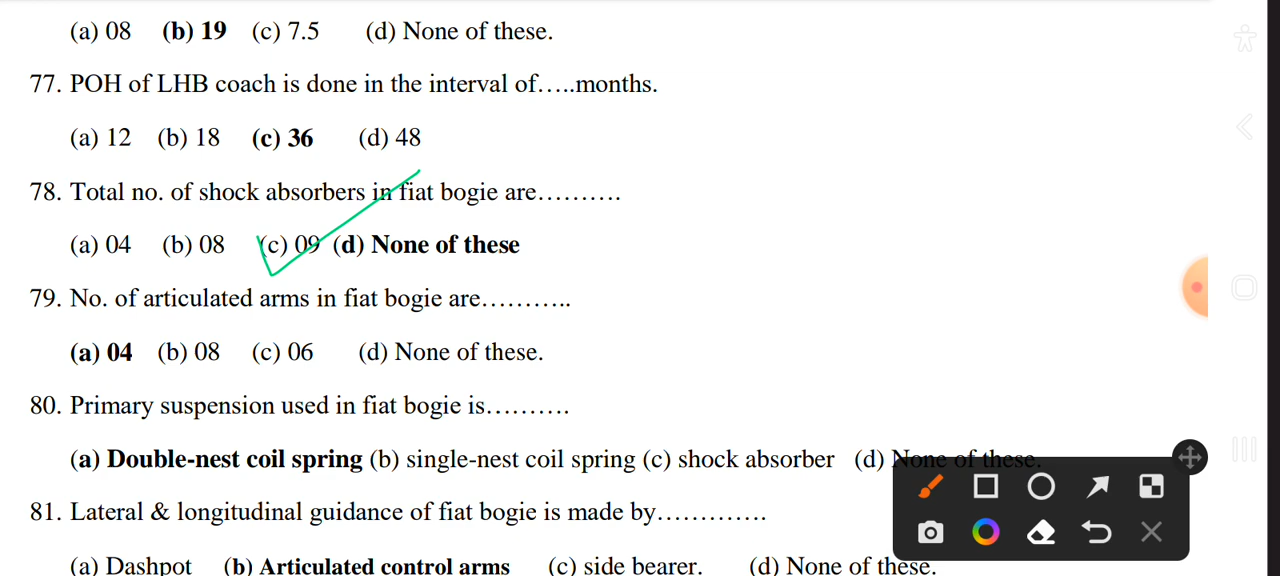 (a) 08 (b) 19 (c) 7.5 (d) None of these.
77. POH of LHB coach is done in the interval of…..months.
(a) 12 (b) 18 (c) 36 (d) 48
78. Total no. of shock absorbers in fiat bogie are……….
(a) 04 (b) 08 (c) 09 (d) None of these
79. No. of articulated arms in fiat bogie are………..
(a) 04 (b) 08 (c) 06 (d) None of these.
80. Primary suspension used in fiat bogie is……….
(a) Double-nest coil spring (b) single-nest coil spring (c) shock absorber (d) None of these.
81. Lateral & longitudinal guidance of fiat bogie is made by………….
(a) Dashpot (b) Articulated control arms (c) side bearer. (d) None of these.